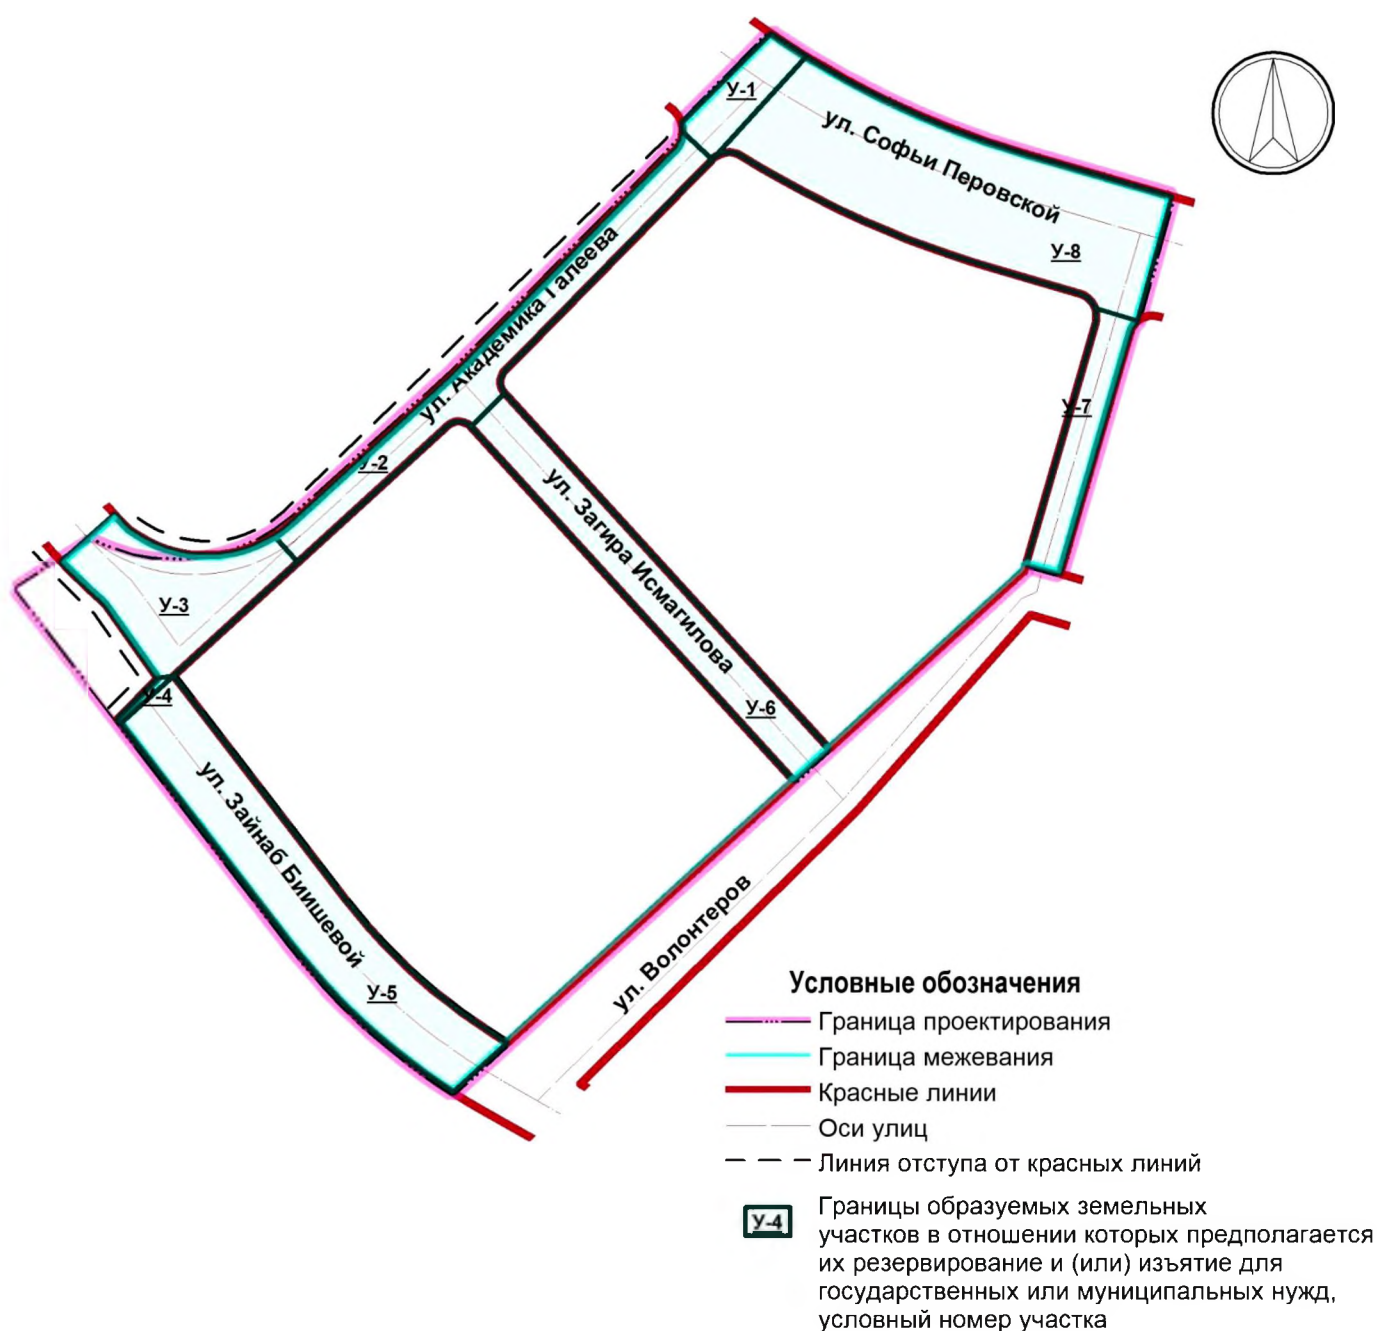 У-1
ул. Софьи Перовской
У-8
ул. Академика Галеева
У-7
У-2
ул. Загира Исмагилова
У-3
У-4
У-6
ул. Зайнаб Биишевой
У-5
ул. Волонтеров
Условные обозначения
Граница проектирования
Граница межевания
Красные линии
Оси улиц
Линия отступа от красных линий
У-4
Границы образуемых земельных
участков в отношении которых предполагается
их резервирование и (или) изъятие для
государственных или муниципальных нужд,
условный номер участка